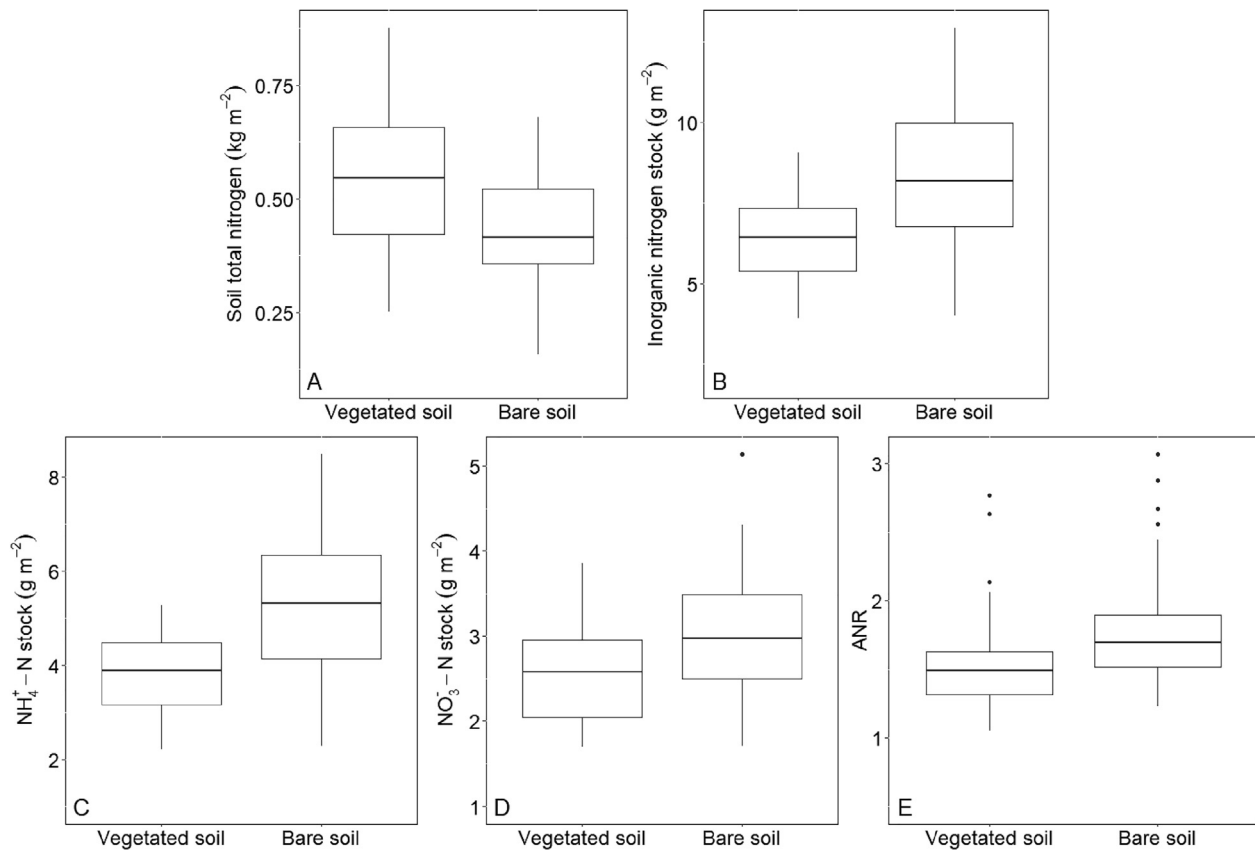 Soil total nitrogen (kg m⁻²)
0.75
0.50
0.25
A
Vegetated soil
Bare soil
Inorganic nitrogen stock (g m⁻²)
10
5
B
Vegetated soil
Bare soil
NH₄⁺−N stock (g m⁻²)
8
6
4
2
C
Vegetated soil
Bare soil
NO₃⁻−N stock (g m⁻²)
5
4
3
2
1
D
Vegetated soil
Bare soil
ANR
3
2
1
E
Vegetated soil
Bare soil